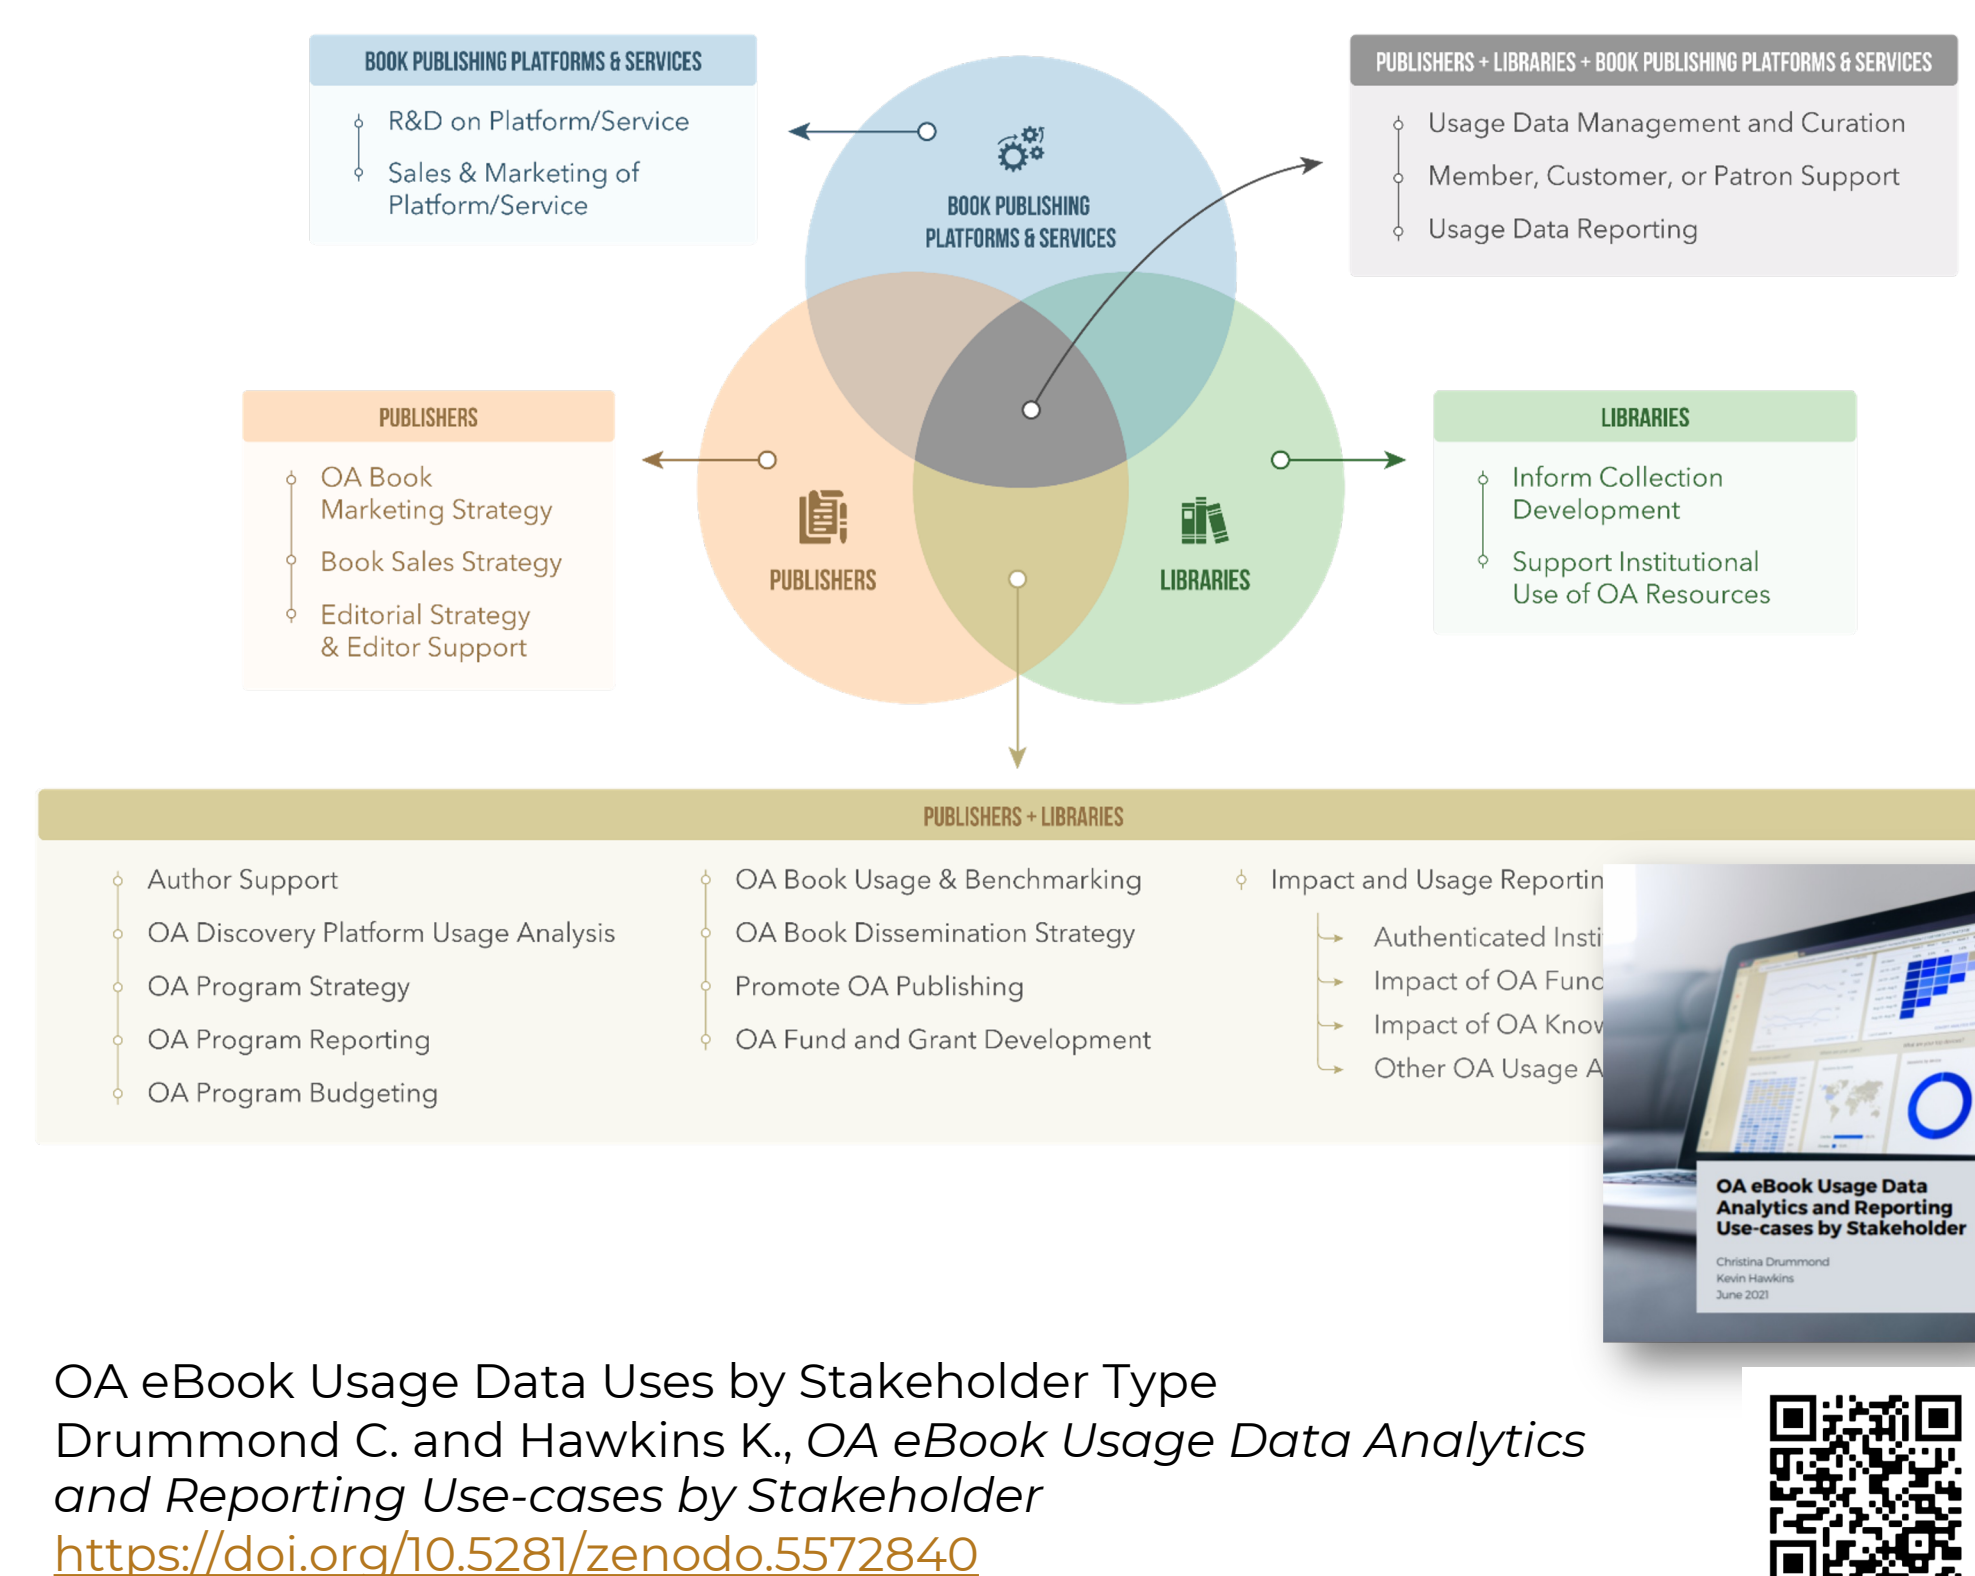 BOOK PUBLISHING PLATFORMS & SERVICES
R&D on Platform/Service
Sales & Marketing of
Platform/Service
PUBLISHERS + LIBRARIES + BOOK PUBLISHING PLATFORMS & SERVICES
Usage Data Management and Curation
Member, Customer, or Patron Support
Usage Data Reporting
BOOK PUBLISHING
PLATFORMS & SERVICES
PUBLISHERS
OA Book
Marketing Strategy
Book Sales Strategy
Editorial Strategy
& Editor Support
PUBLISHERS
LIBRARIES
LIBRARIES
Inform Collection
Development
Support Institutional
Use of OA Resources
PUBLISHERS + LIBRARIES
Author Support
OA Discovery Platform Usage Analysis
OA Program Strategy
OA Program Reporting
OA Program Budgeting
OA Book Usage & Benchmarking
OA Book Dissemination Strategy
Promote OA Publishing
OA Fund and Grant Development
Impact and Usage Reportin
Authenticated Insti
Impact of OA Func
Impact of OA Know
Other OA Usage A
OA eBook Usage Data
Analytics and Reporting
Use-cases by Stakeholder
Christina Drummond
Kevin Hawkins
June 2021
OA eBook Usage Data Uses by Stakeholder Type
Drummond C. and Hawkins K., OA eBook Usage Data Analytics
and Reporting Use-cases by Stakeholder
https://doi.org/10.5281/zenodo.5572840